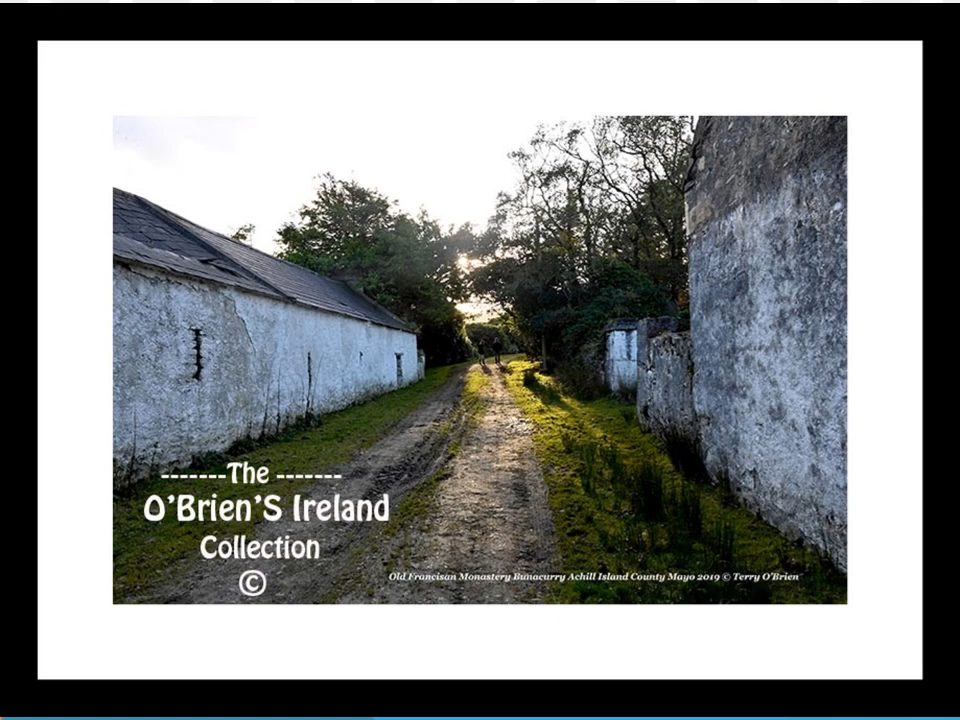 -------The -------
O'Brien'S Ireland
Collection
©
Old Francisan Monastery Bunacurry Achill Island County Mayo 2019 © Terry O'Brien